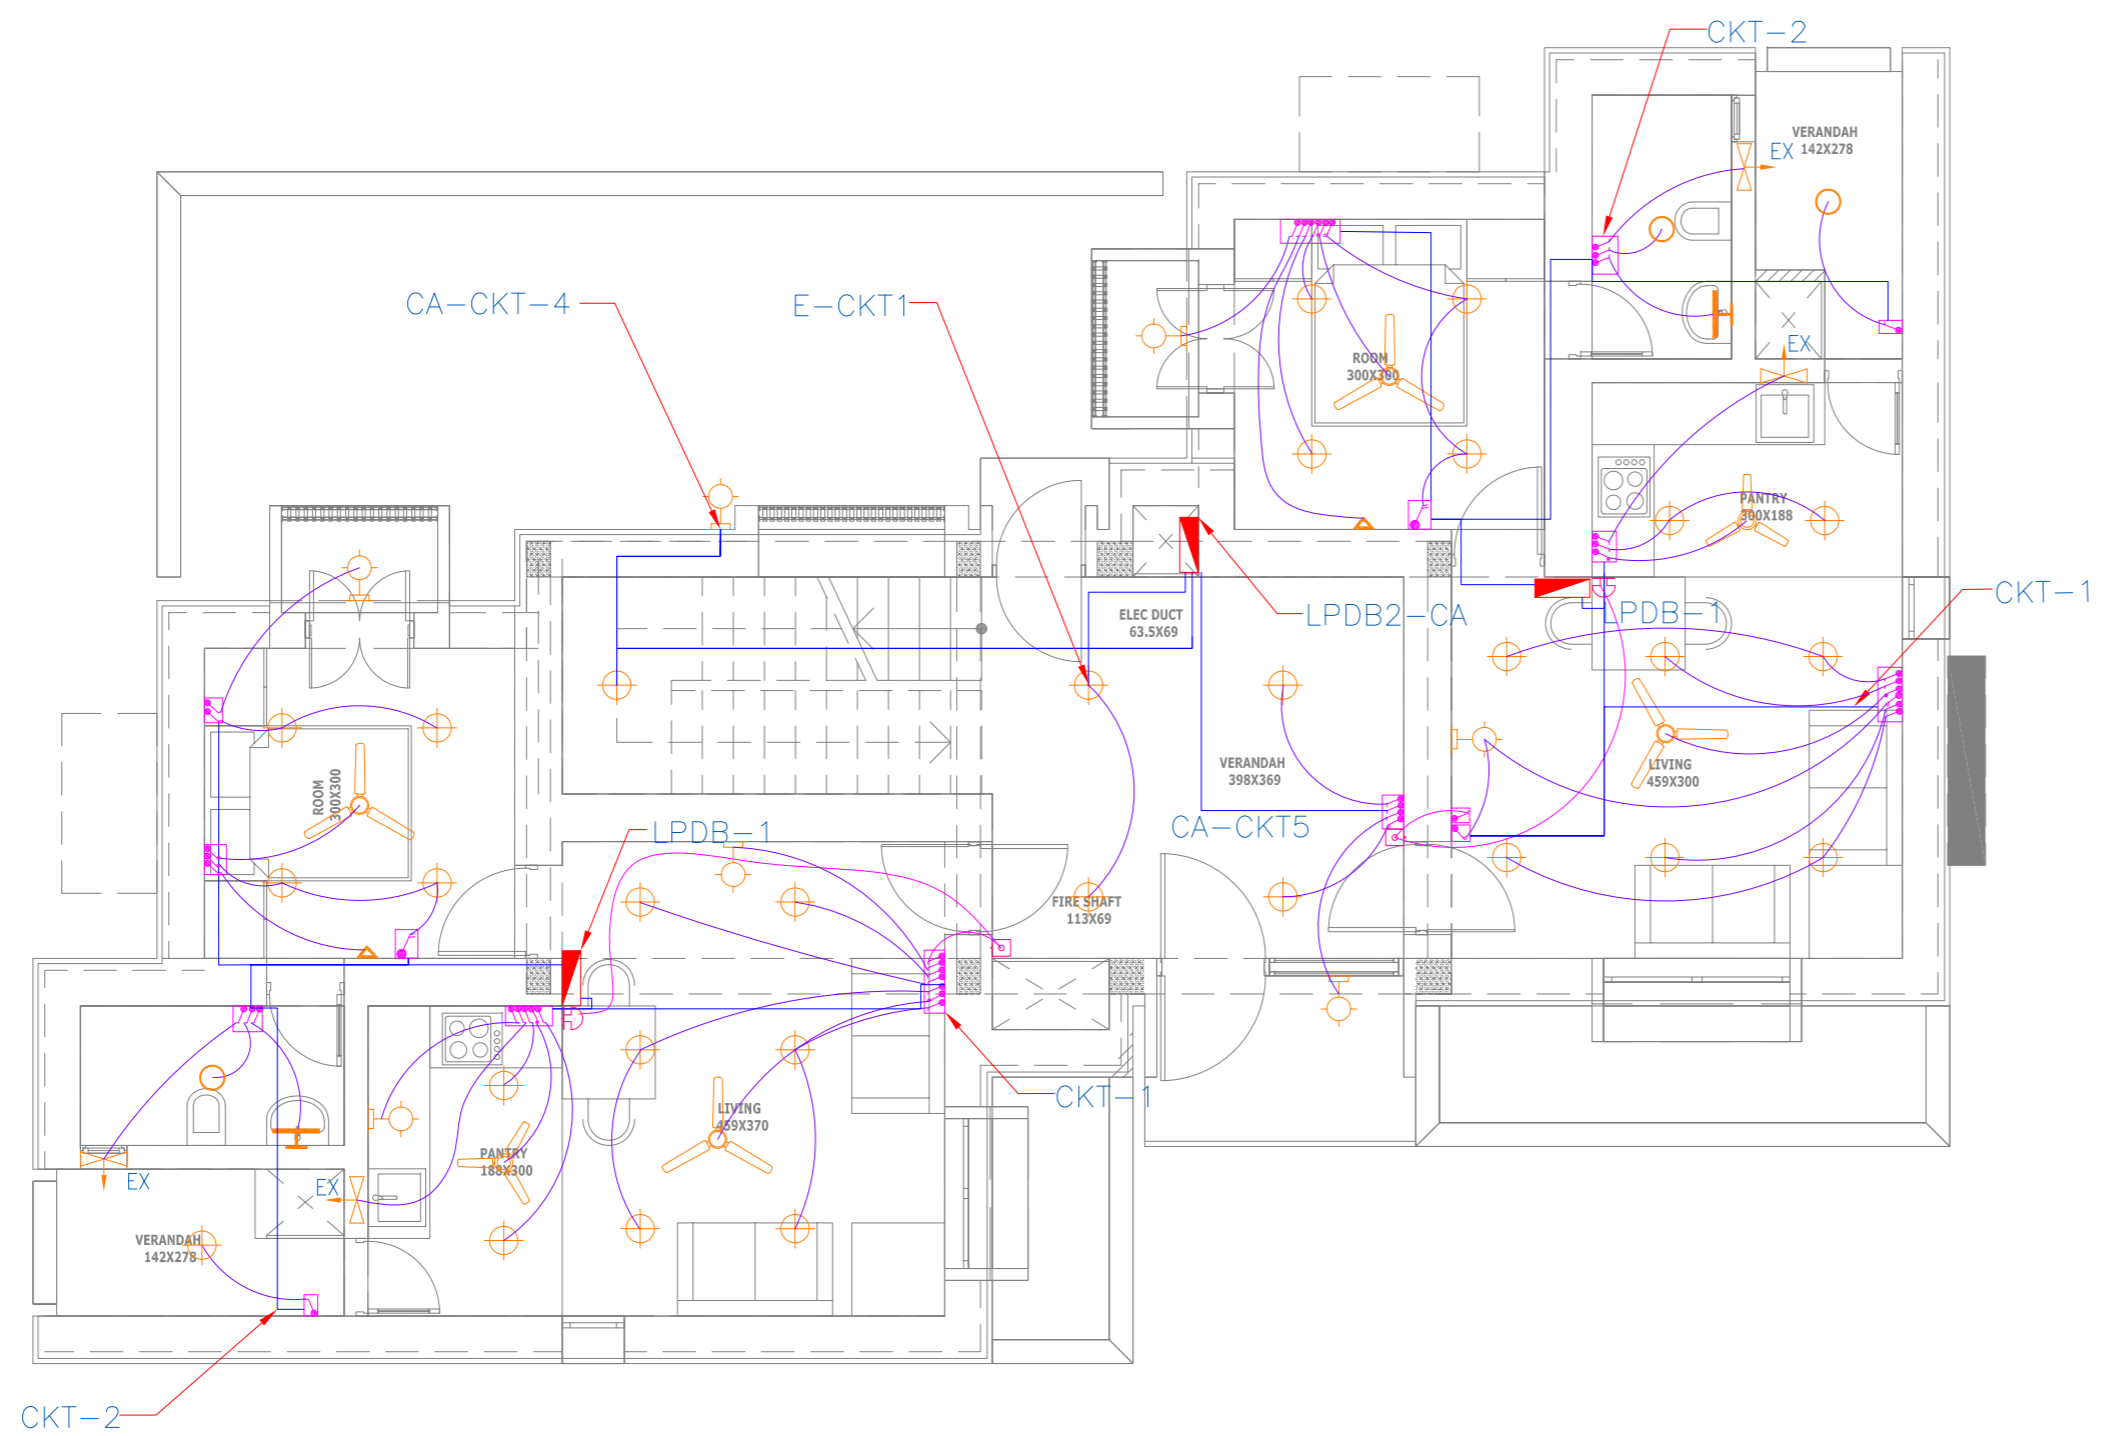 CKT-2
VERANDAH
142X278
EX
CA-CKT-4
E-CKT1
EX
ROOM
300X300
PANTRY
300X188
LPDB2-CA
ELEC DUCT
63.5X69
LPDB-1
CKT-1
VERANDAH
398X369
LIVING
459X300
ROOM
300X300
LPDB-1
CA-CKT5
FIRE SHAFT
113X69
CKT-1
LIVING
459X370
PANTRY
188X300
EX
EX
VERANDAH
142X278
CKT-2